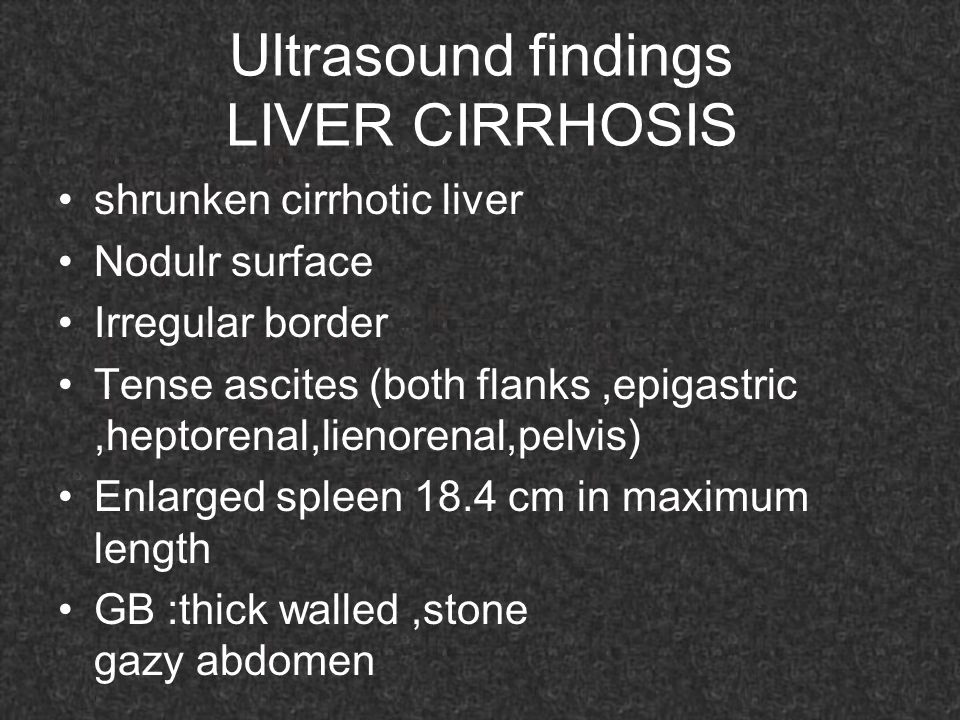 Ultrasound findings
LIVER CIRRHOSIS
• shrunken cirrhotic liver
• Nodulr surface
• Irregular border
• Tense ascites (both flanks ,epigastric
,heptorenal,lienorenal,pelvis)
• Enlarged spleen 18.4 cm in maximum
length
• GB :thick walled ,stone
gazy abdomen